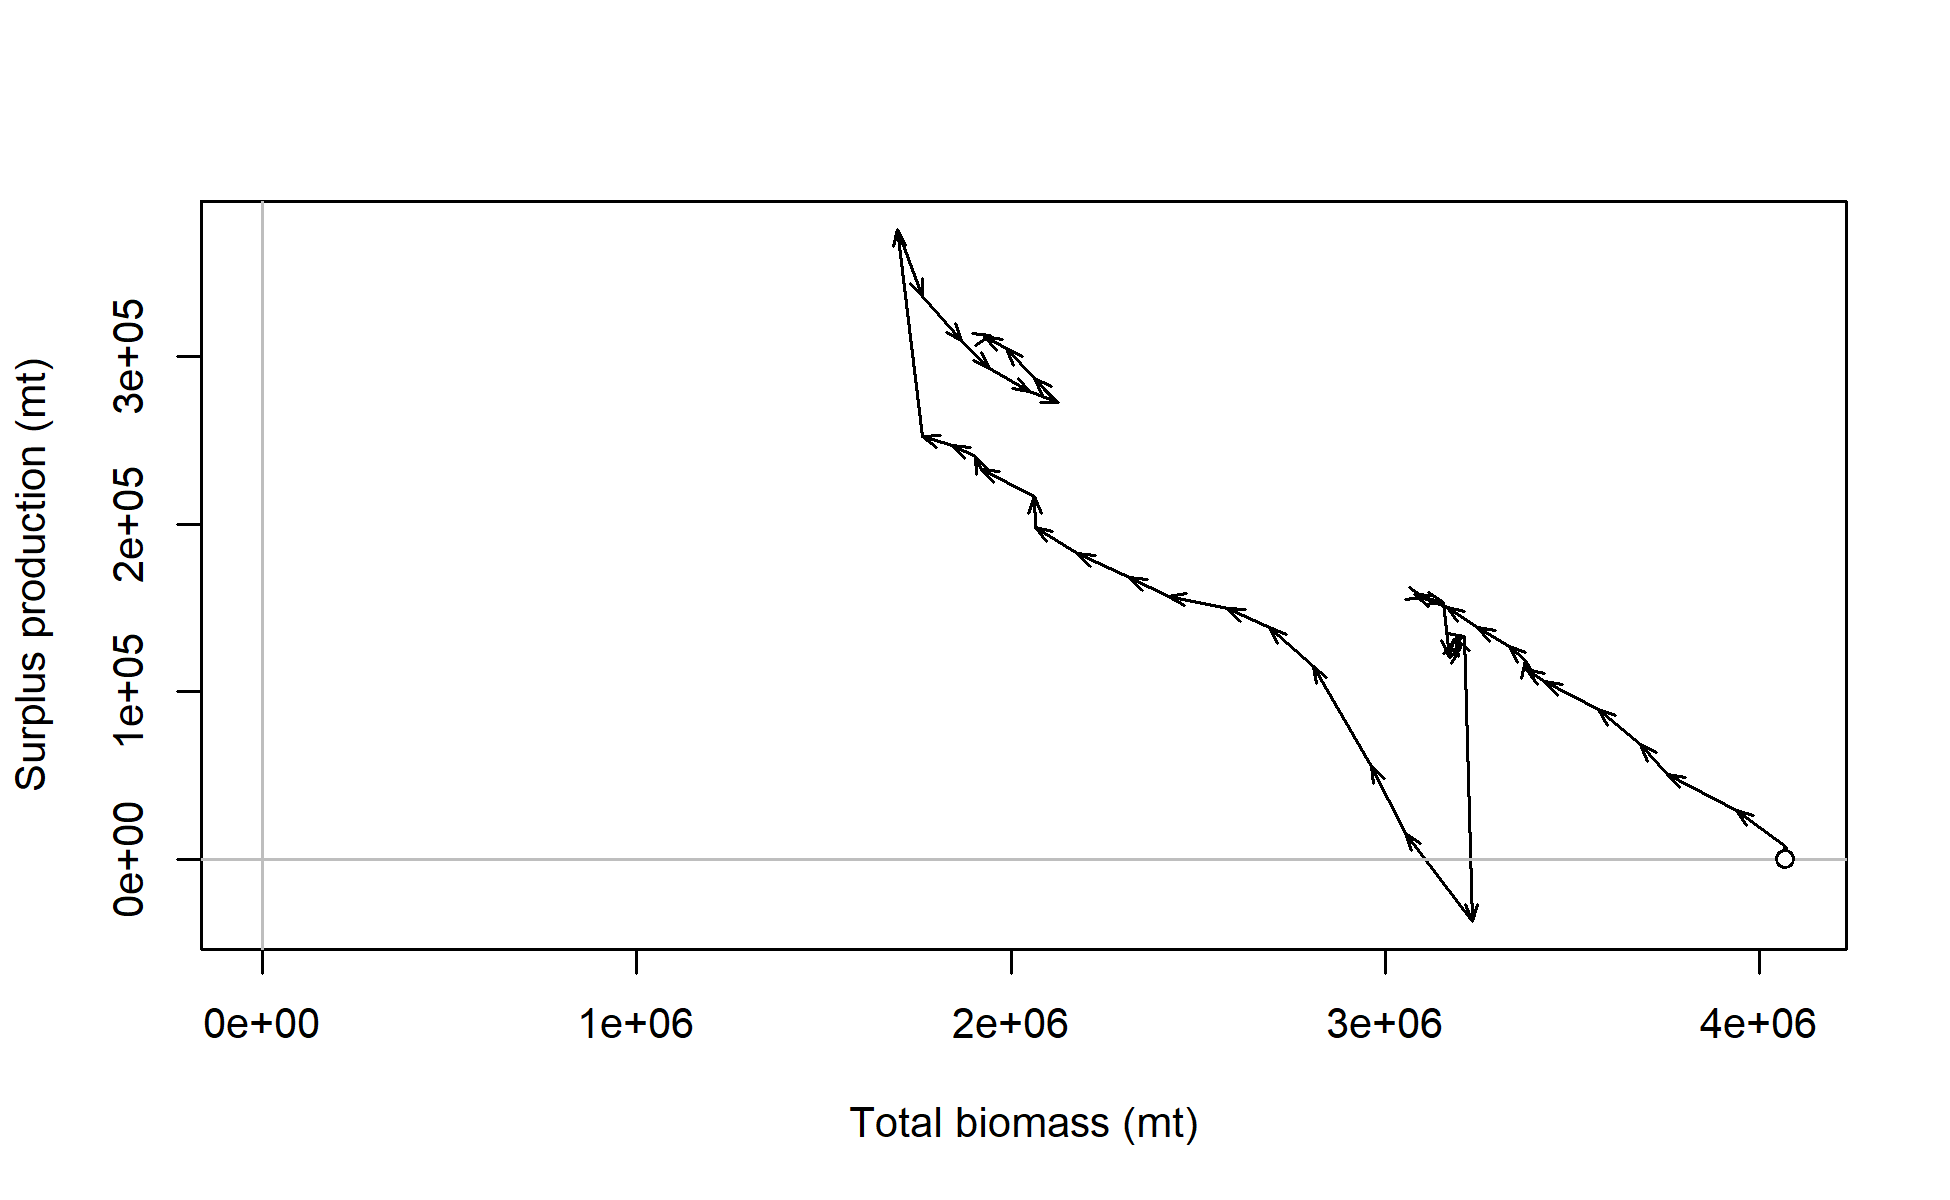 Surplus production (mt)
3e+05
2e+05
1e+05
0e+00
0e+00 1e+06 2e+06 3e+06 4e+06
Total biomass (mt)